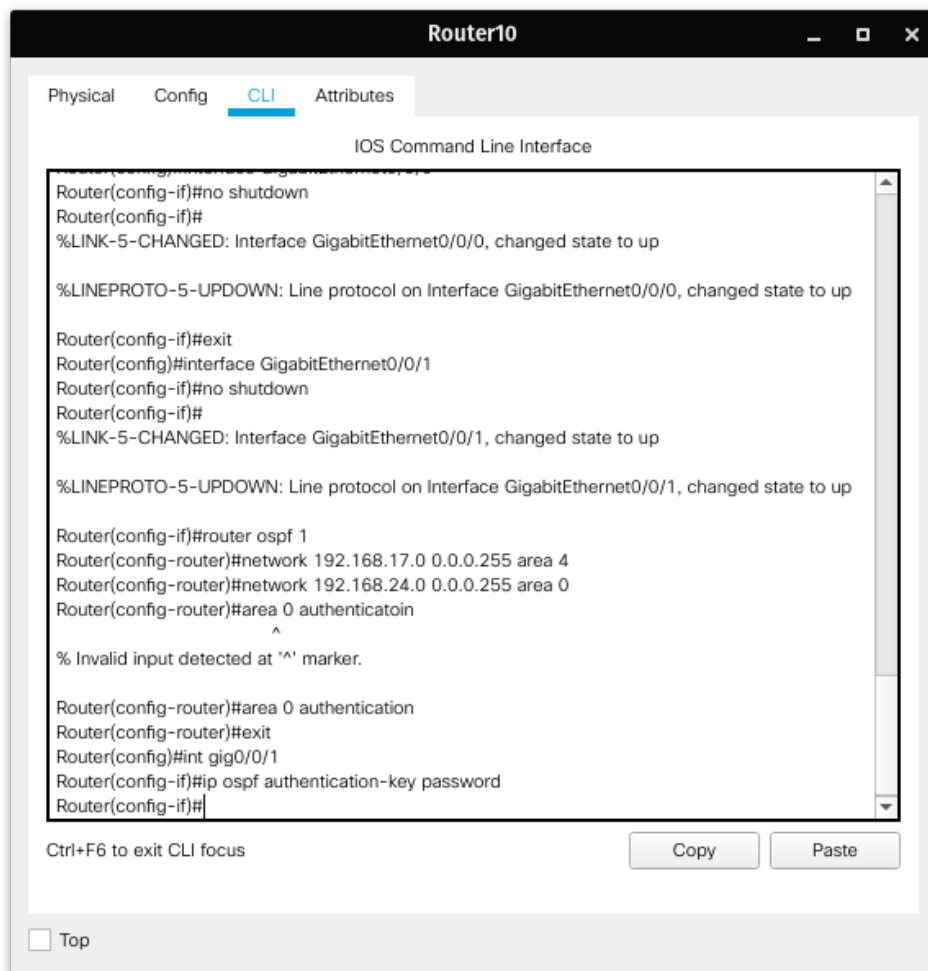 Router10
Physical Config CLI Attributes
IOS Command Line Interface
Router(config-if)#no shutdown
Router(config-if)#
%LINK-5-CHANGED: Interface GigabitEthernet0/0/0, changed state to up
%LINEPROTO-5-UPDOWN: Line protocol on Interface GigabitEthernet0/0/0, changed state to up
Router(config-if)#exit
Router(config)#interface GigabitEthernet0/0/1
Router(config-if)#no shutdown
Router(config-if)#
%LINK-5-CHANGED: Interface GigabitEthernet0/0/1, changed state to up
%LINEPROTO-5-UPDOWN: Line protocol on Interface GigabitEthernet0/0/1, changed state to up
Router(config-if)#router ospf 1
Router(config-router)#network 192.168.17.0 0.0.0.255 area 4
Router(config-router)#network 192.168.24.0 0.0.0.255 area 0
Router(config-router)#area 0 authenticatoin
^
% Invalid input detected at '^' marker.
Router(config-router)#area 0 authentication
Router(config-router)#exit
Router(config)#int gig0/0/1
Router(config-if)#ip ospf authentication-key password
Router(config-if)#
Ctrl+F6 to exit CLI focus
Copy Paste
Top